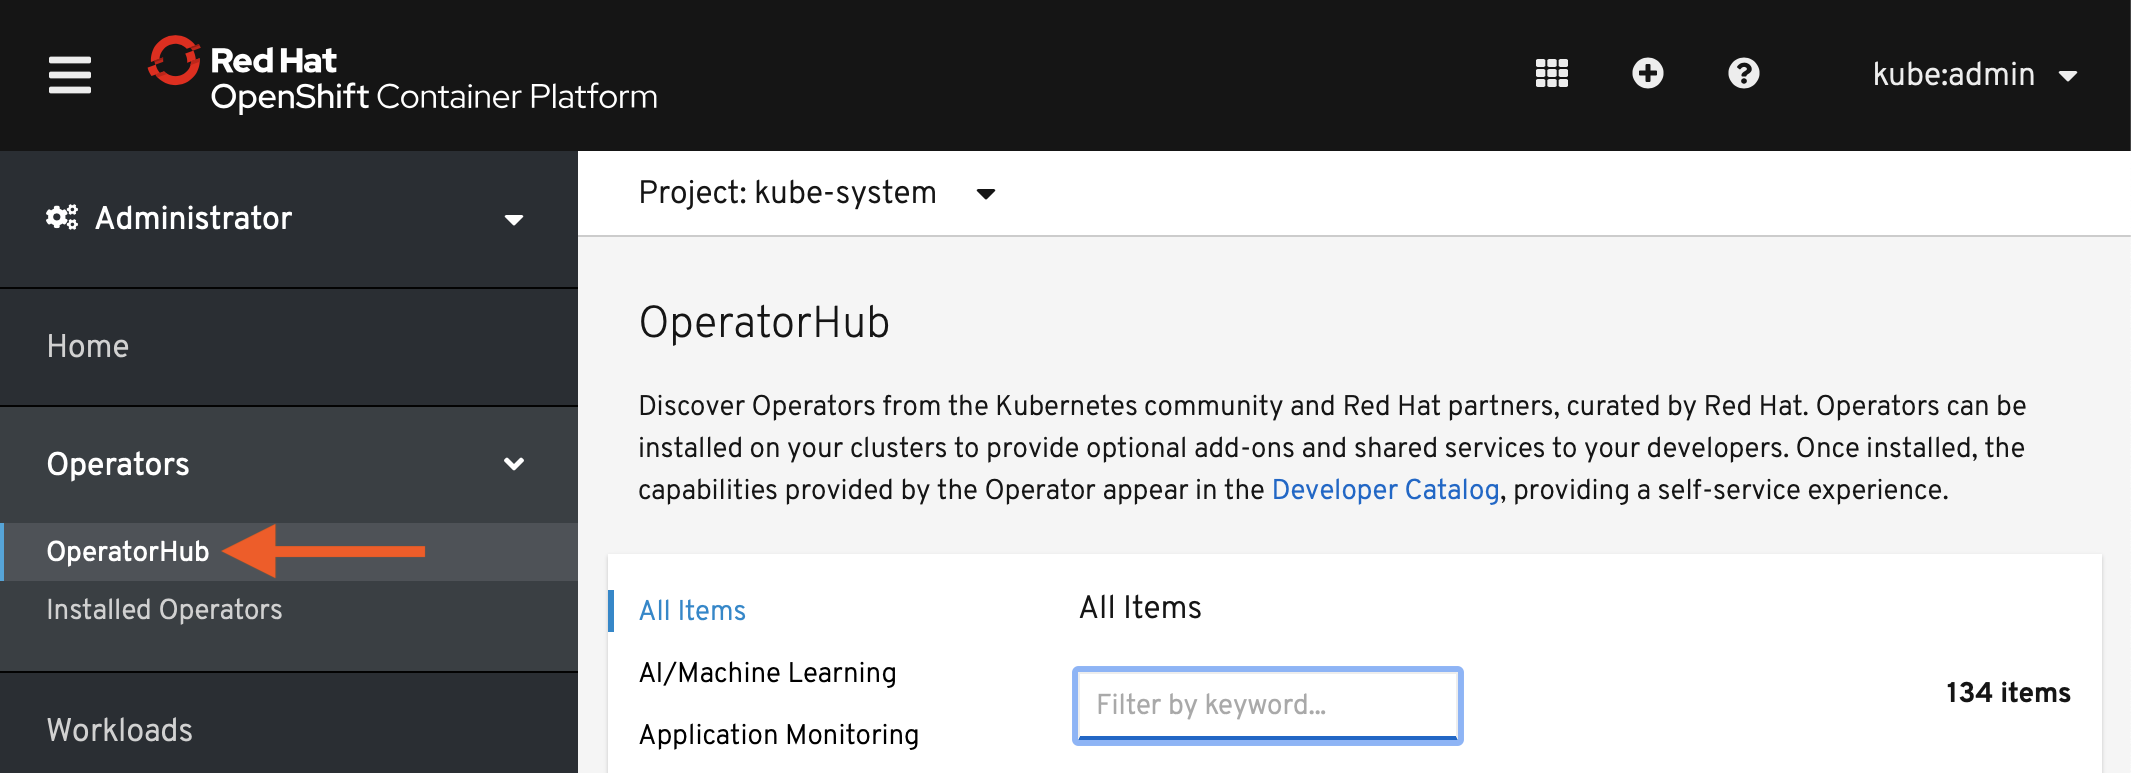 Red Hat
OpenShift Container Platform
kube:admin
Administrator
Home
Operators
OperatorHub
Installed Operators
Workloads
Project: kube-system
OperatorHub
Discover Operators from the Kubernetes community and Red Hat partners, curated by Red Hat. Operators can be
installed on your clusters to provide optional add-ons and shared services to your developers. Once installed, the
capabilities provided by the Operator appear in the Developer Catalog, providing a self-service experience.
All Items
AI/Machine Learning
Application Monitoring
All Items
Filter by keyword...
134 items